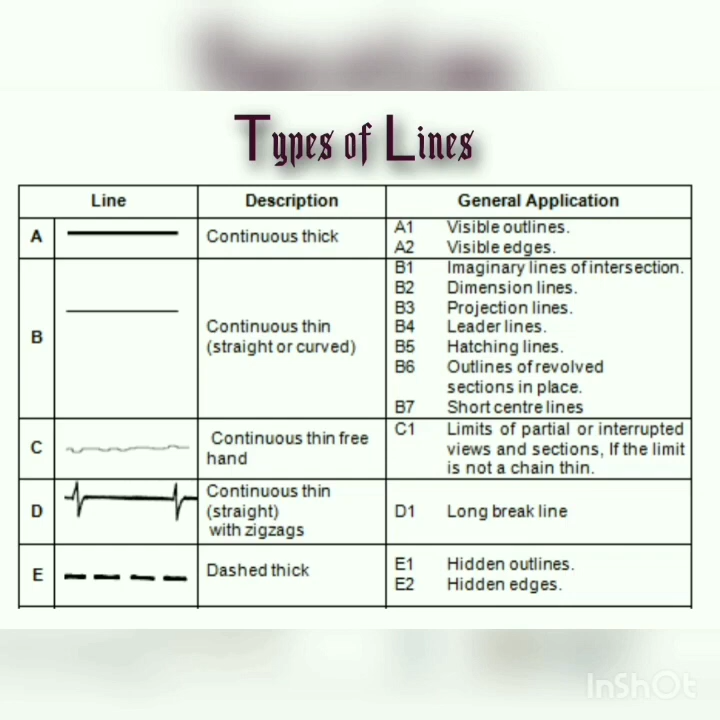 Types of Lines
Line Description General Application
A Continuous thick A1 Visible outlines.
A2 Visible edges.
B Continuous thin (straight or curved) B1 Imaginary lines of intersection.
B2 Dimension lines.
B3 Projection lines.
B4 Leader lines.
B5 Hatching lines.
B6 Outlines of revolved
sections in place.
B7 Short centre lines
C Continuous thin free hand C1 Limits of partial or interrupted
views and sections, If the limit
is not a chain thin.
D Continuous thin (straight) with zigzags D1 Long break line
E Dashed thick E1 Hidden outlines.
E2 Hidden edges.
InShOt